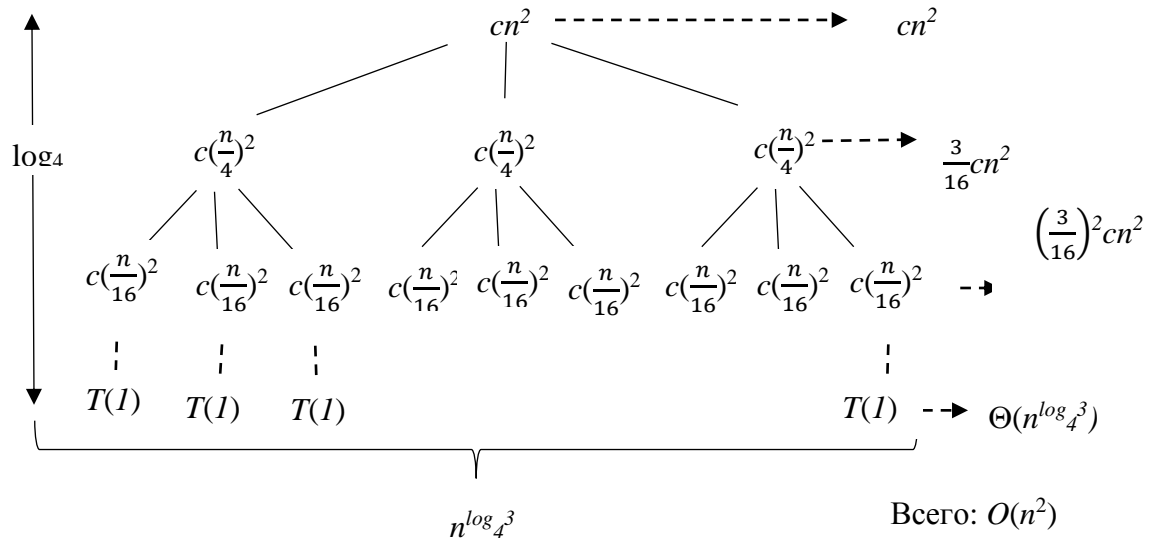 cn² cn²
log₄ c(n/4)² c(n/4)² c(n/4)² 3/16 cn²
(3/16)² cn²
c(n/16)² c(n/16)² c(n/16)² c(n/16)² c(n/16)² c(n/16)² c(n/16)² c(n/16)² c(n/16)²
T(1) T(1) T(1) T(1) Θ(n^log₄3)
n^log₄3 Всего: O(n²)